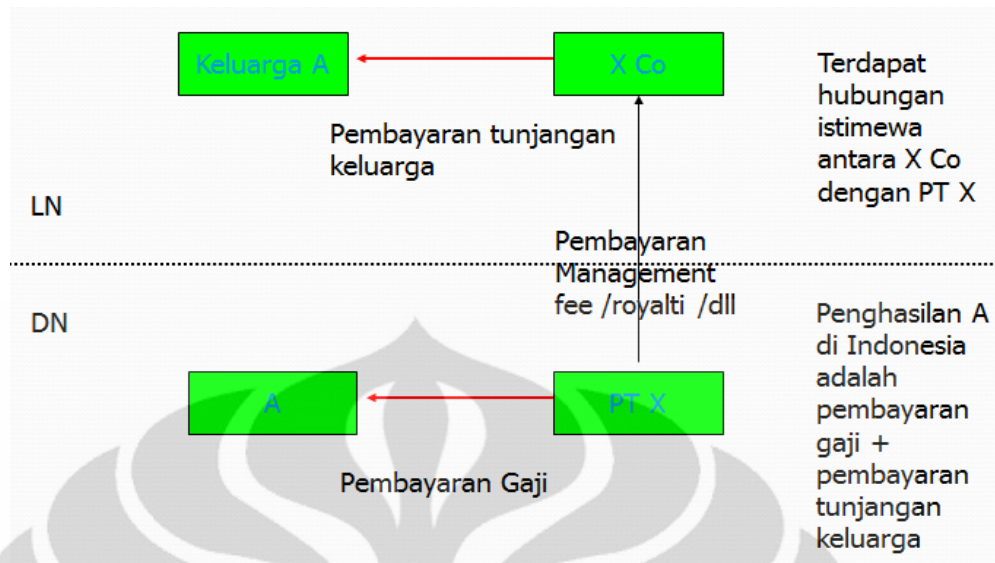 Keluarga A
X Co
Pembayaran tunjangan
keluarga
Terdapat
hubungan
istimewa
antara X Co
dengan PT X
LN
Pembayaran
Management
fee /royalti /dll
DN
A
PT X
Pembayaran Gaji
Penghasilan A
di Indonesia
adalah
pembayaran
gaji +
pembayaran
tunjangan
keluarga